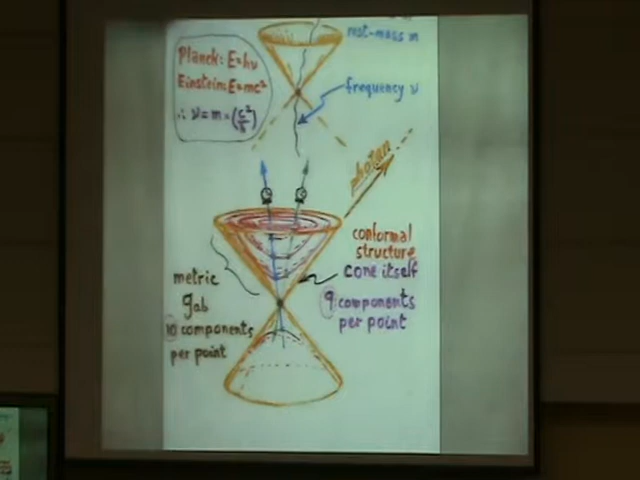 rest-mass m
Planck: E=hν
Einstein: E=mc²
∴ ν=m×(c²/h)
frequency ν
photon
conformal
structure
cone itself
9 components
per point
metric
gab
10 components
per point